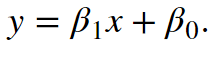 y = β₁x + β₀.